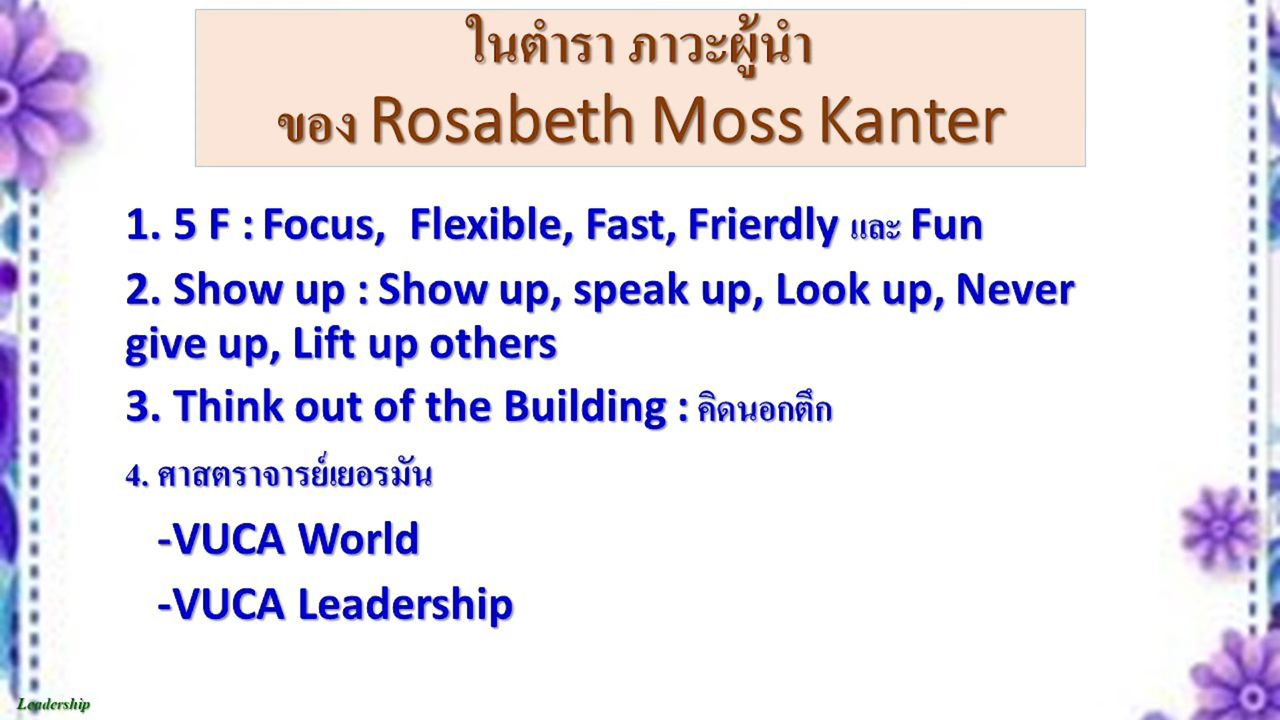 ในตำรา ภาวะผู้นำ
ของ Rosabeth Moss Kanter
1. 5 F : Focus, Flexible, Fast, Frierdly และ Fun
2. Show up : Show up, speak up, Look up, Never
give up, Lift up others
3. Think out of the Building : คิดนอกตึก
4. ศาสตราจารย์เยอรมัน
-VUCA World
-VUCA Leadership
Leadership